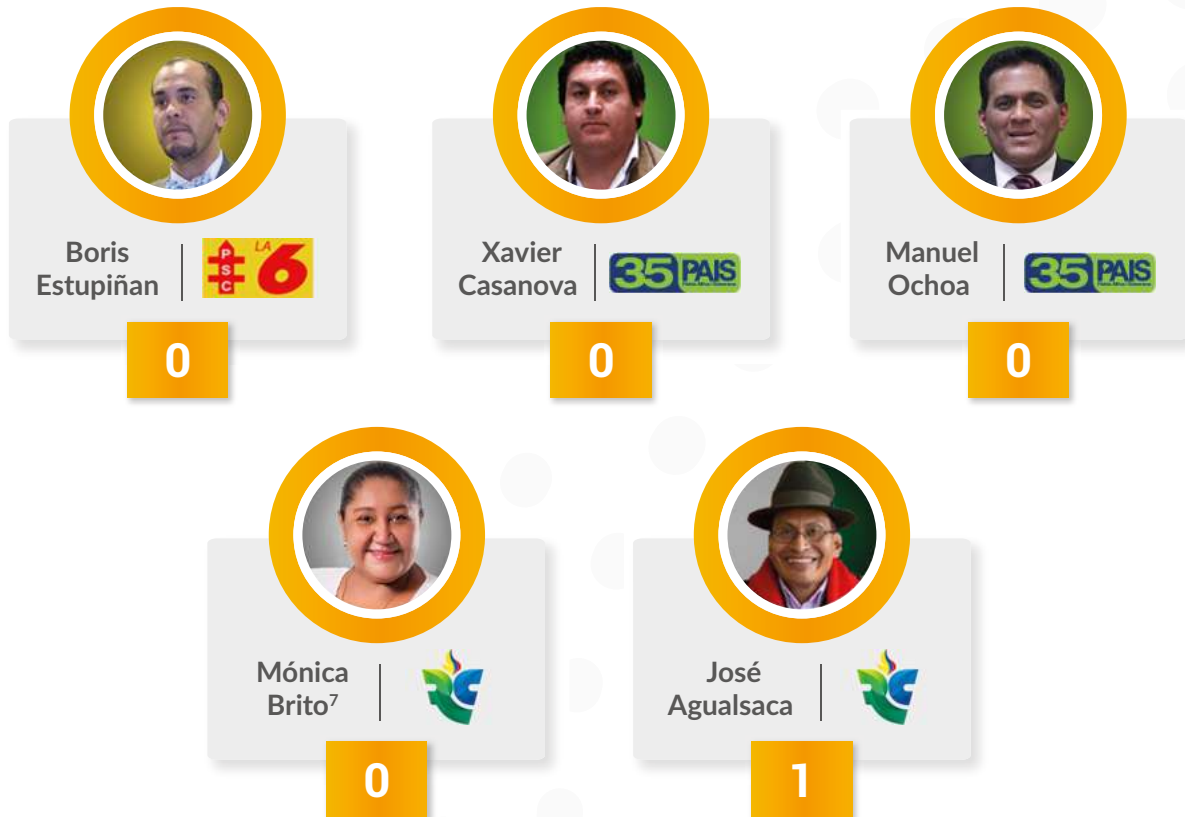 Boris
Estupiñan
PSC
LA
6
0
Xavier
Casanova
35 PAIS
0
Manuel
Ochoa
35 PAIS
0
Mónica
Brito⁷
0
José
Agualsaca
1